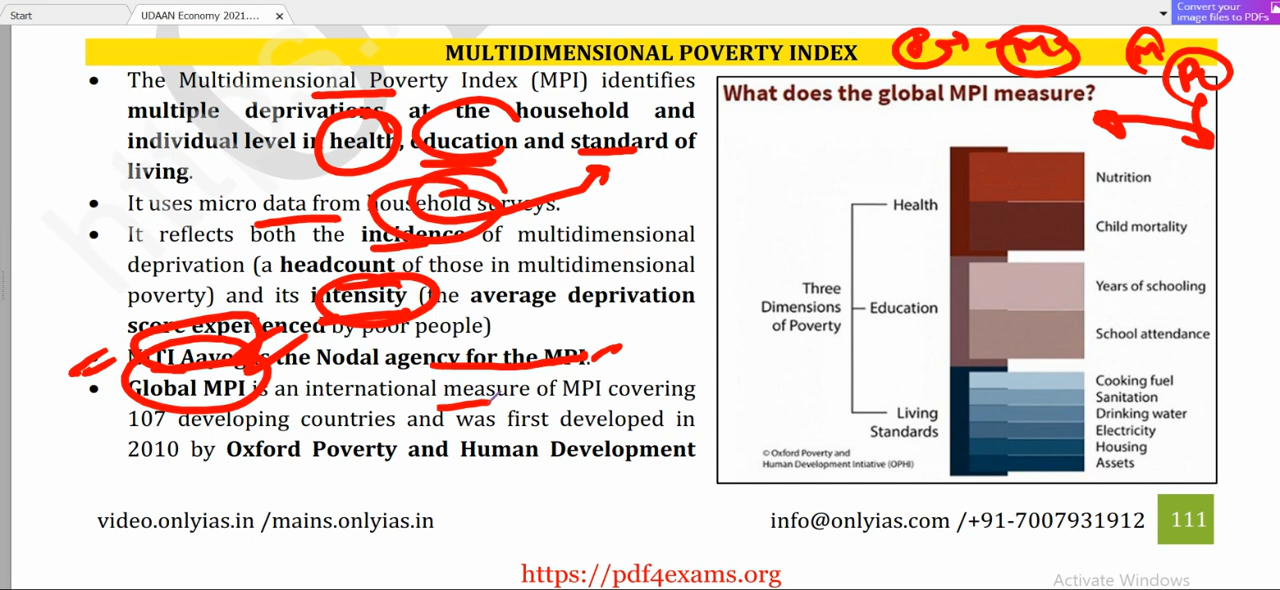 Start
UDAAN Economy 2021....
Convert your
image files to PDFs
MULTIDIMENSIONAL POVERTY INDEX
• The Multidimensional Poverty Index (MPI) identifies
multiple deprivations at the household and
individual level in health, education and standard of
living.
• It uses micro data from household surveys.
• It reflects both the incidence of multidimensional
deprivation (a headcount of those in multidimensional
poverty) and its intensity (the average deprivation
score experienced by poor people)
• NITI Aayog is the Nodal agency for the MPI.
• Global MPI is an international measure of MPI covering
107 developing countries and was first developed in
2010 by Oxford Poverty and Human Development
What does the global MPI measure?
Three
Dimensions
of Poverty
Health
Education
Living
Standards
Nutrition
Child mortality
Years of schooling
School attendance
Cooking fuel
Sanitation
Drinking water
Electricity
Housing
Assets
© Oxford Poverty and
Human Development Intiative (OPHI)
video.onlyias.in /mains.onlyias.in
info@onlyias.com /+91-7007931912
111
https://pdf4exams.org
Activate Windows